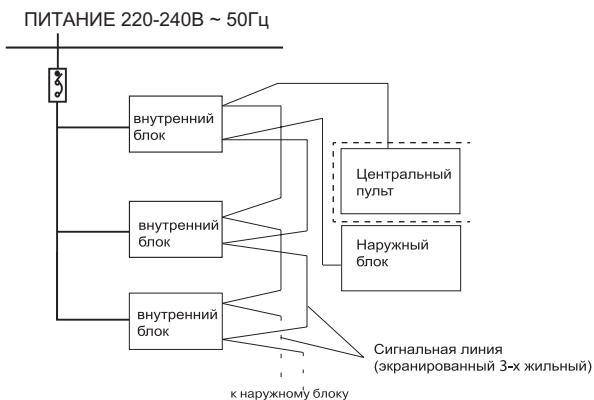 ПИТАНИЕ 220-240В ~ 50Гц
внутренний
блок
Центральный
пульт
внутренний
блок
Наружный
блок
внутренний
блок
Сигнальная линия
(экранированный 3-х жильный)
к наружному блоку